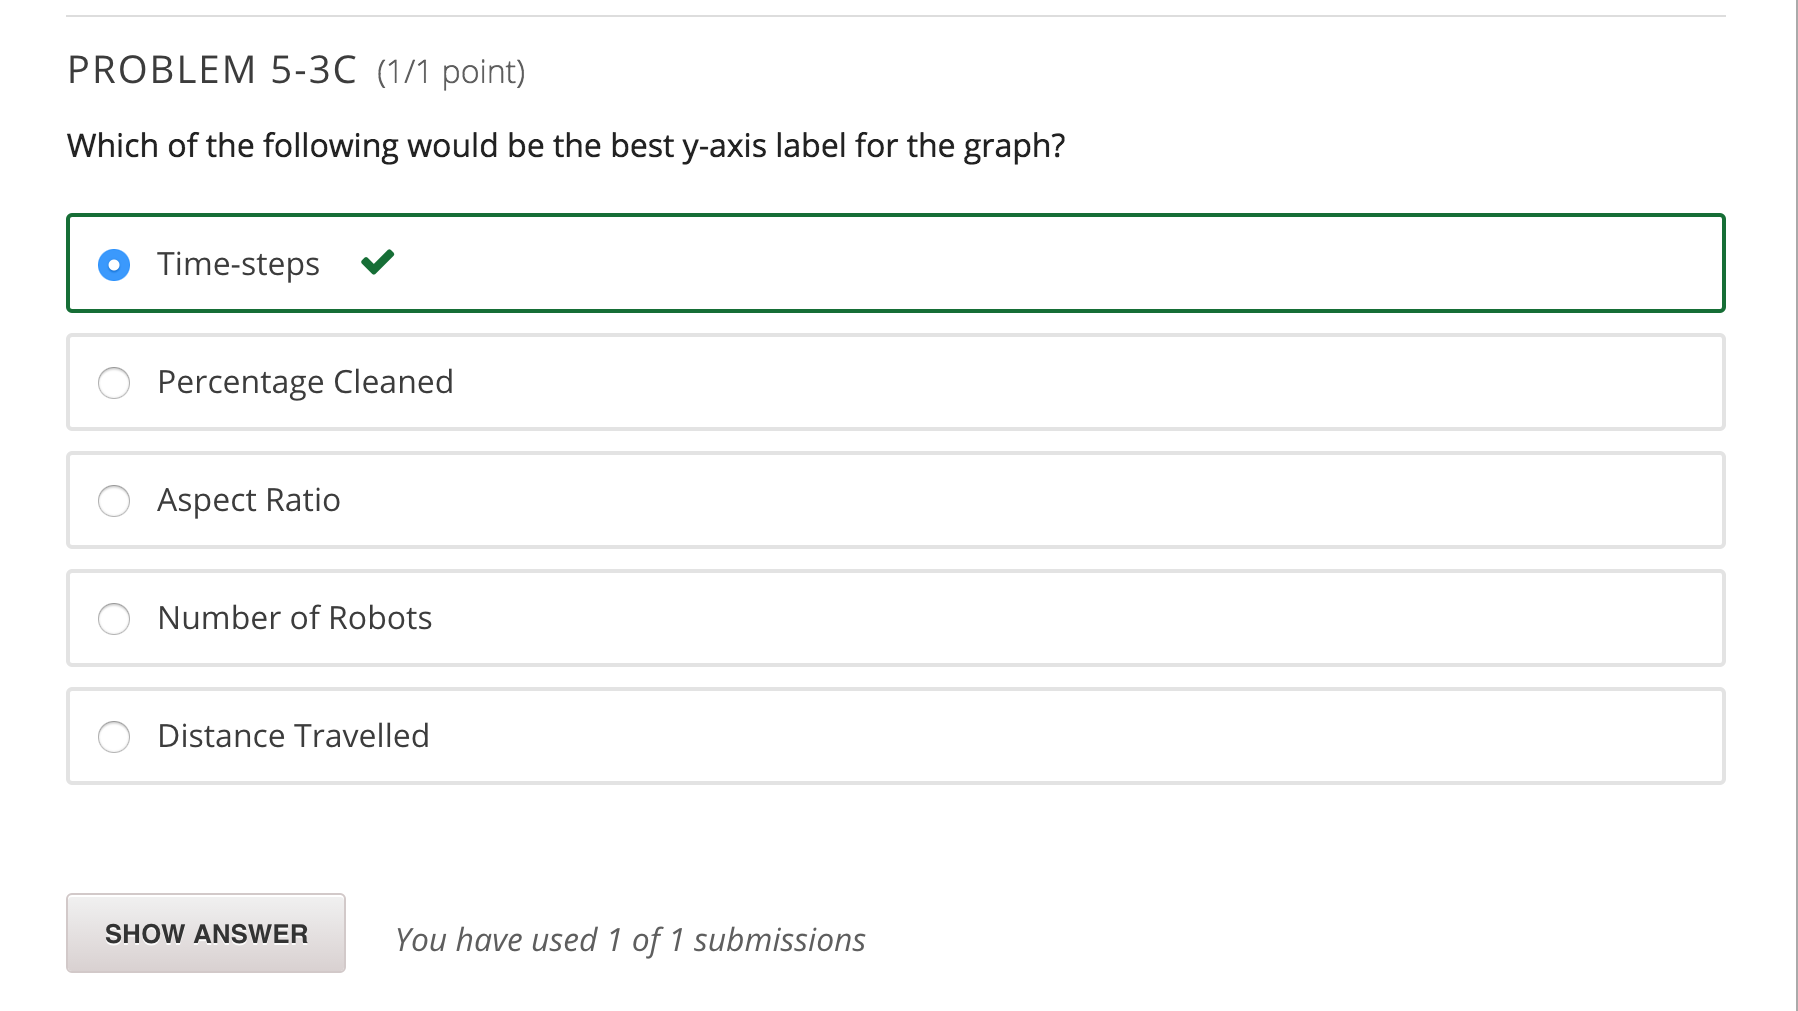 PROBLEM 5-3C (1/1 point)
Which of the following would be the best y-axis label for the graph?
Time-steps
Percentage Cleaned
Aspect Ratio
Number of Robots
Distance Travelled
SHOW ANSWER You have used 1 of 1 submissions